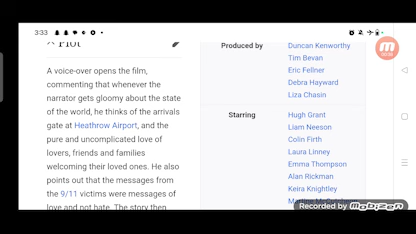 3:33
Plot
A voice-over opens the film,
commenting that whenever the
narrator gets gloomy about the state
of the world, he thinks of the arrivals
gate at Heathrow Airport, and the
pure and uncomplicated love of
lovers, friends and families
welcoming their loved ones. He also
points out that the messages from
the 9/11 victims were messages of
love and not hate. The story then
Produced by
Duncan Kenworthy
Tim Bevan
Eric Fellner
Debra Hayward
Liza Chasin
Starring
Hugh Grant
Liam Neeson
Colin Firth
Laura Linney
Emma Thompson
Alan Rickman
Keira Knightley
Recorded by Mobizen